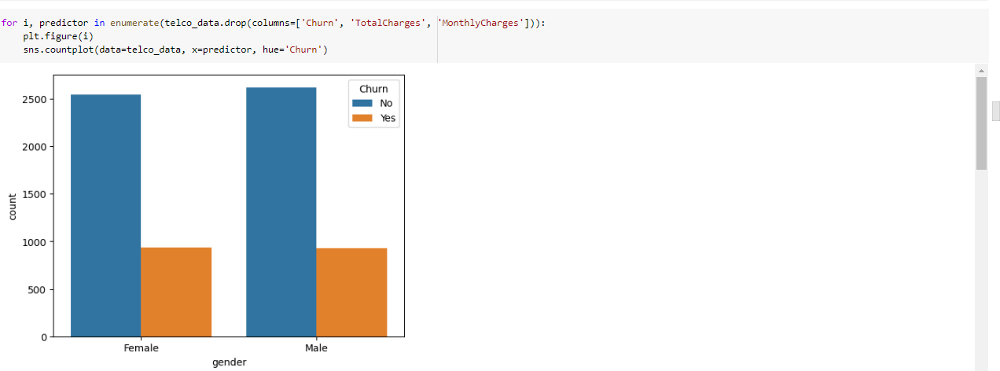 for i, predictor in enumerate(telco_data.drop(columns=['Churn', 'TotalCharges', 'MonthlyCharges'])):
    plt.figure(i)
    sns.countplot(data=telco_data, x=predictor, hue='Churn')
Churn
No
Yes
2500
2000
1500
1000
500
0
count
Female Male
gender